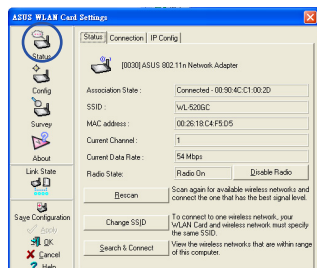 ASUS WLAN Card Settings
Status Connection IP Config
Status
[0030] ASUS 802.11n Network Adapter
Config
Association State : Connected - 00:90:4C:C1:00:2D
SSID : WL-520GC
Survey
MAC address : 00:26:18:C4:F5:D5
Current Channel : 1
About
Current Data Rate : 54 Mbps
Link State
Radio State: Radio On Disable Radio
Rescan
Scan again for available wireless networks and
connect the one that has the best signal level.
Save Configuration
Change SSID
To connect to one wireless network, your
WLAN Card and wireless network must specify
the same SSID.
Apply
OK
Search & Connect
View the wireless networks that are within range
of this computer.
Cancel
Help